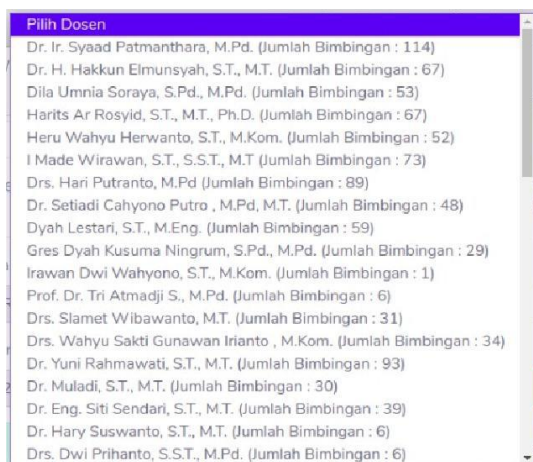 Pilih Dosen
Dr. Ir. Syaad Patmanthara, M.Pd. (Jumlah Bimbingan : 114)
Dr. H. Hakkun Elmunsyah, S.T., M.T. (Jumlah Bimbingan : 67)
Dila Umnia Soraya, S.Pd., M.Pd. (Jumlah Bimbingan : 53)
Harits Ar Rosyid, S.T., M.T., Ph.D. (Jumlah Bimbingan : 67)
Heru Wahyu Herwanto, S.T., M.Kom. (Jumlah Bimbingan : 52)
I Made Wirawan, S.T., S.S.T., M.T (Jumlah Bimbingan : 73)
Drs. Hari Putranto, M.Pd (Jumlah Bimbingan : 89)
Dr. Setiadi Cahyono Putro , M.Pd, M.T. (Jumlah Bimbingan : 48)
Dyah Lestari, S.T., M.Eng. (Jumlah Bimbingan : 59)
Gres Dyah Kusuma Ningrum, S.Pd., M.Pd. (Jumlah Bimbingan : 29)
Irawan Dwi Wahyono, S.T., M.Kom. (Jumlah Bimbingan : 1)
Prof. Dr. Tri Atmadji S., M.Pd. (Jumlah Bimbingan : 6)
Drs. Slamet Wibawanto, M.T. (Jumlah Bimbingan : 31)
Drs. Wahyu Sakti Gunawan Irianto , M.Kom. (Jumlah Bimbingan : 34)
Dr. Yuni Rahmawati, S.T., M.T. (Jumlah Bimbingan : 93)
Dr. Muladi, S.T., M.T. (Jumlah Bimbingan : 30)
Dr. Eng. Siti Sendari, S.T., M.T. (Jumlah Bimbingan : 39)
Dr. Hary Suswanto, S.T., M.T. (Jumlah Bimbingan : 6)
Drs. Dwi Prihanto, S.S.T., M.Pd. (Jumlah Bimbingan : 6)